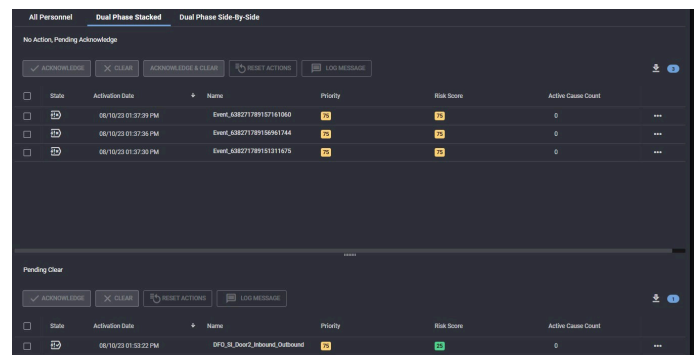 All Personnel Dual Phase Stacked Dual Phase Side-By-Side
No Action, Pending Acknowledge
ACKNOWLEDGE CLEAR ACKNOWLEDGE & CLEAR RESET ACTIONS LOG MESSAGE 3
State Activation Date Name Priority Risk Score Active Cause Count
08/10/23 01:37:39 PM Event_638271789157161060 75 75 0
08/10/23 01:37:36 PM Event_638271789156961744 75 75 0
08/10/23 01:37:30 PM Event_638271789151311675 75 75 0
Pending Clear
ACKNOWLEDGE CLEAR RESET ACTIONS LOG MESSAGE 1
State Activation Date Name Priority Risk Score Active Cause Count
08/10/23 01:53:22 PM DFO_SI_Door2_Inbound_Outbound 75 25 0